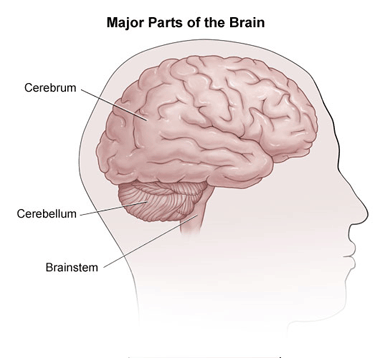 Major Parts of the Brain
Cerebrum
Cerebellum
Brainstem